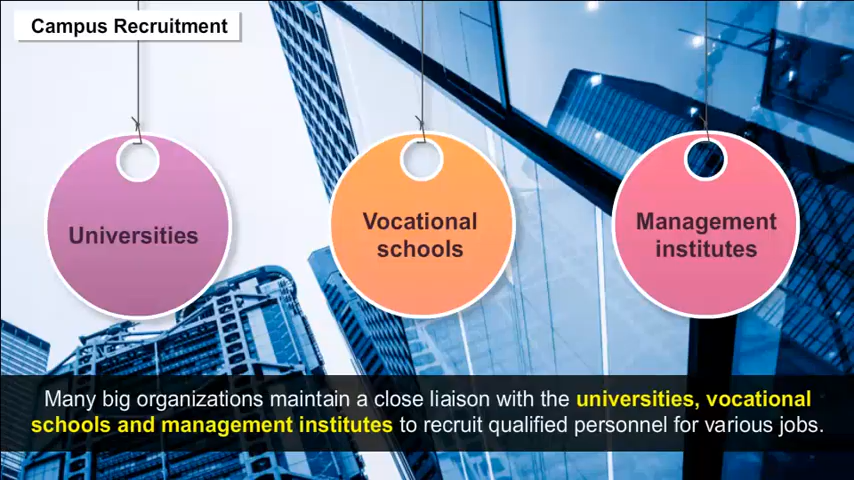 Campus Recruitment
Universities
Vocational
schools
Management
institutes
Many big organizations maintain a close liaison with the universities, vocational
schools and management institutes to recruit qualified personnel for various jobs.